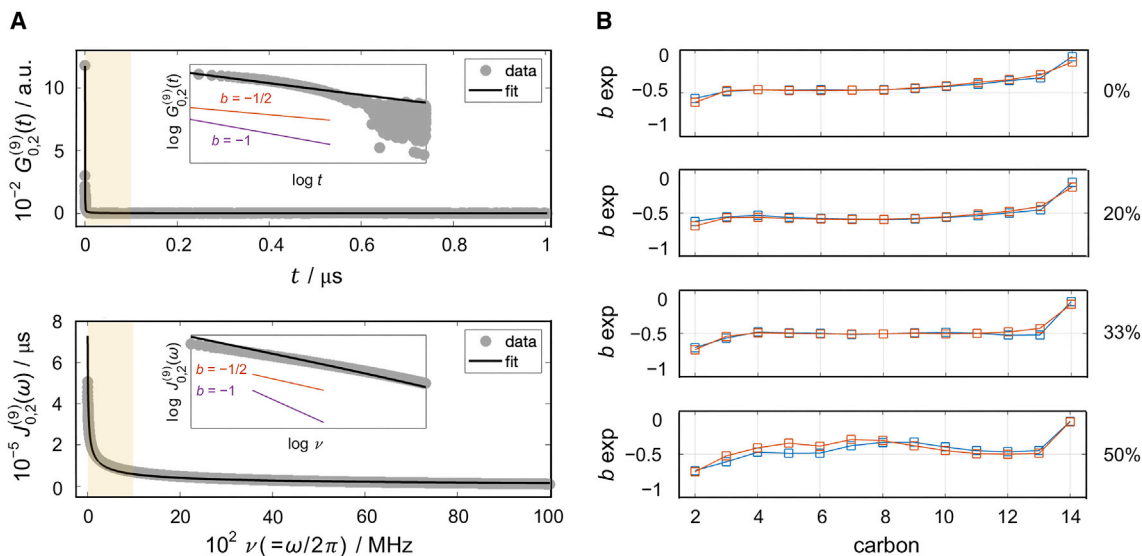 A
10⁻² G₀,₂⁽⁹⁾(t) / a.u.
10
5
0
log G₀,₂⁽⁹⁾(t)
b = −1/2
b = −1
log t
data
fit
0
0.2
0.4
0.6
0.8
1
t / μs
10⁻⁵ J₀,₂⁽⁹⁾(ω) / μs
8
6
4
2
0
log J₀,₂⁽⁹⁾(ω)
b = −1/2
b = −1
log ν
data
fit
0
20
40
60
80
100
10² ν(=ω/2π) / MHz
B
b exp
0
−0.5
−1
0%
b exp
0
−0.5
−1
20%
b exp
0
−0.5
−1
33%
b exp
0
−0.5
−1
50%
2
4
6
8
10
12
14
carbon